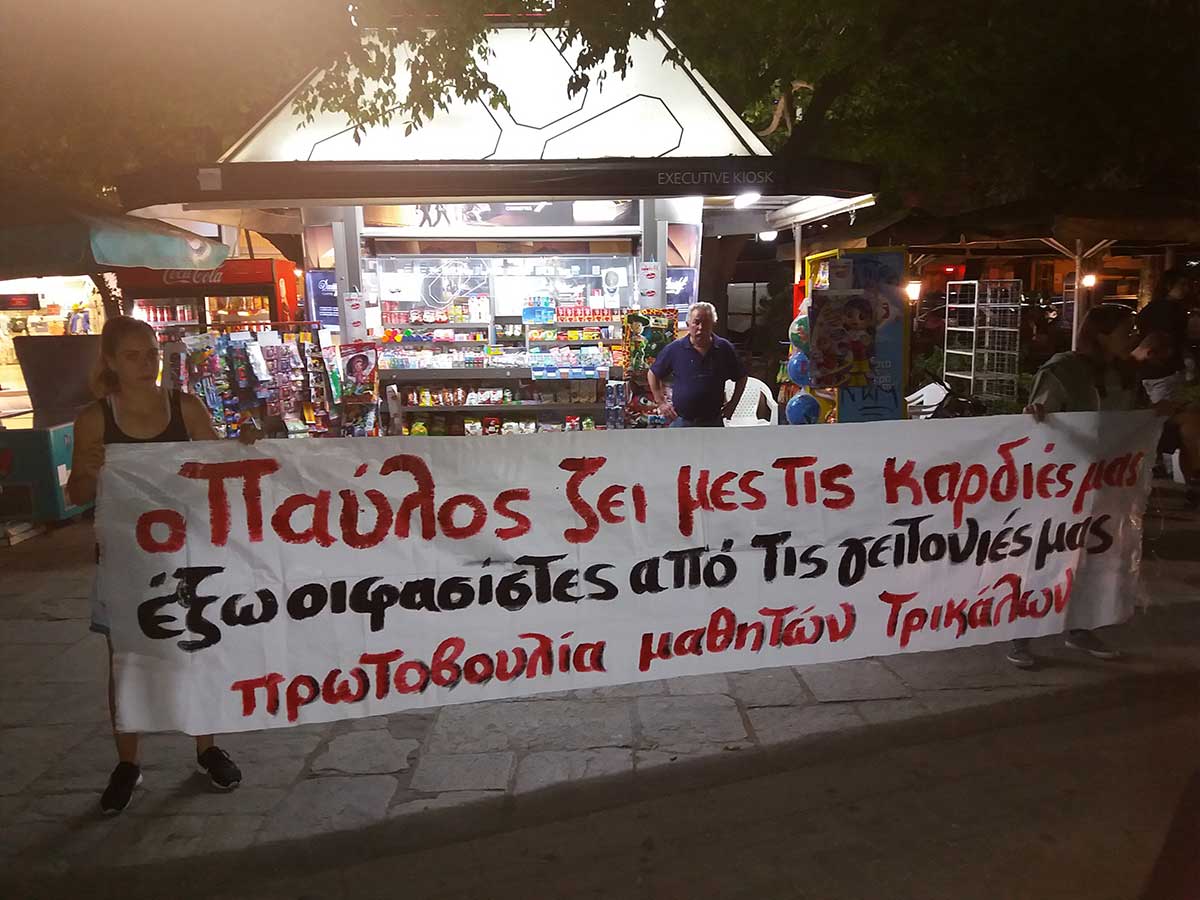 EXECUTIVE KIOSK
Coca-Cola
ο Παύλος ζει μες τις καρδιές μας
έξω οι φασίστες από τις γειτονιές μας
πρωτοβουλία μαθητών Τρικάλων